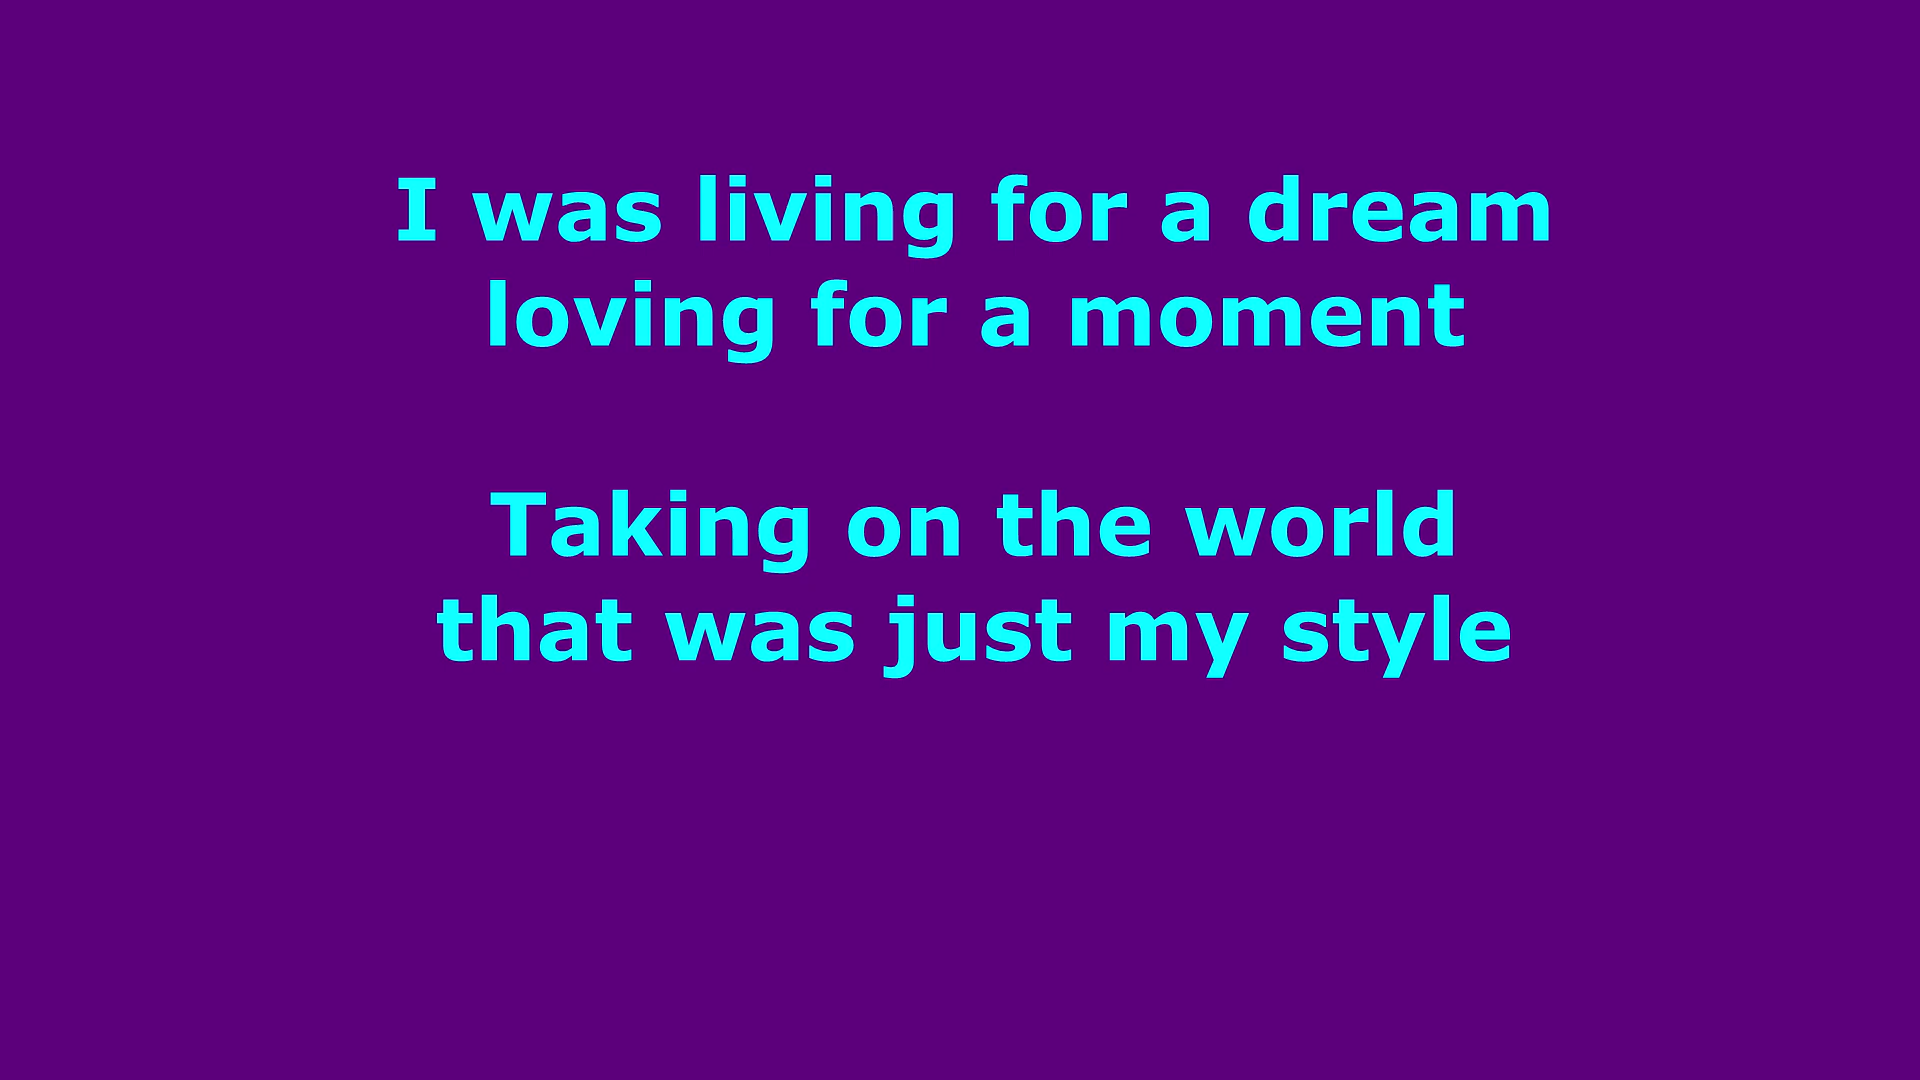 I was living for a dream
loving for a moment
Taking on the world
that was just my style